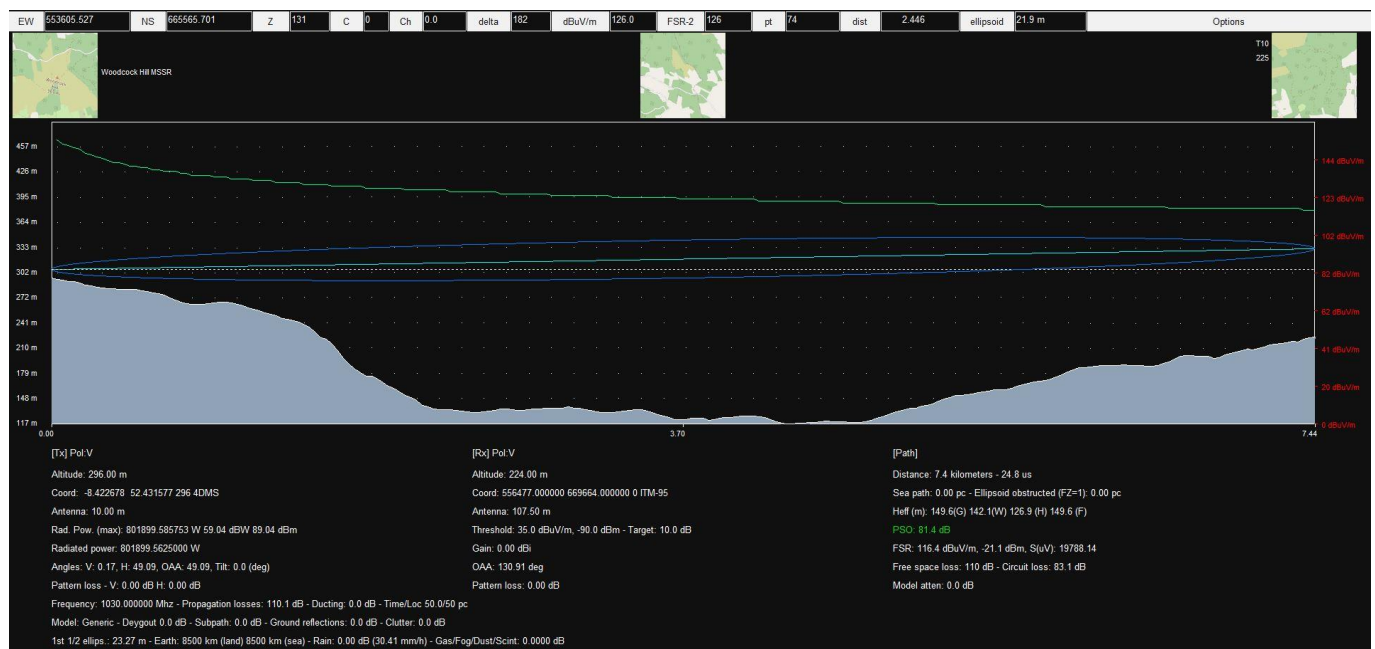 EW 553605.527 NS 665565.701 Z 131 C 0 Ch 0.0 delta 182 dBuV/m 126.0 FSR-2 126 pt 74 dist 2.446 ellipsoid 21.9 m Options
Woodcock Hill MSSR
T10
225
457 m
426 m
395 m
364 m
333 m
302 m
272 m
241 m
210 m
179 m
148 m
117 m
144 dBuV/m
123 dBuV/m
102 dBuV/m
82 dBuV/m
62 dBuV/m
41 dBuV/m
20 dBuV/m
0 dBuV/m
0.00 3.70 7.44
[Tx] Pol:V
Altitude: 296.00 m
Coord: -8.422678 52.431577 296 4DMS
Antenna: 10.00 m
Rad. Pow. (max): 801899.585753 W 59.04 dBW 89.04 dBm
Radiated power: 801899.5625000 W
Angles: V: 0.17, H: 49.09, OAA: 49.09, Tilt: 0.0 (deg)
Pattern loss - V: 0.00 dB H: 0.00 dB
Frequency: 1030.000000 Mhz - Propagation losses: 110.1 dB - Ducting: 0.0 dB - Time/Loc 50.0/50 pc
Model: Generic - Deygout 0.0 dB - Subpath: 0.0 dB - Ground reflections: 0.0 dB - Clutter: 0.0 dB
1st 1/2 ellips.: 23.27 m - Earth: 8500 km (land) 8500 km (sea) - Rain: 0.00 dB (30.41 mm/h) - Gas/Fog/Dust/Scint: 0.0000 dB
[Rx] Pol:V
Altitude: 224.00 m
Coord: 556477.000000 669664.000000 0 ITM-95
Antenna: 107.50 m
Threshold: 35.0 dBuV/m, -90.0 dBm - Target: 10.0 dB
Gain: 0.00 dBi
OAA: 130.91 deg
Pattern loss: 0.00 dB
[Path]
Distance: 7.4 kilometers - 24.8 us
Sea path: 0.00 pc - Ellipsoid obstructed (FZ=1): 0.00 pc
Heff (m): 149.6(G) 142.1(W) 126.9 (H) 149.6 (F)
PSO: 81.4 dB
FSR: 116.4 dBuV/m, -21.1 dBm, S(uV): 19788.14
Free space loss: 110 dB - Circuit loss: 83.1 dB
Model atten: 0.0 dB